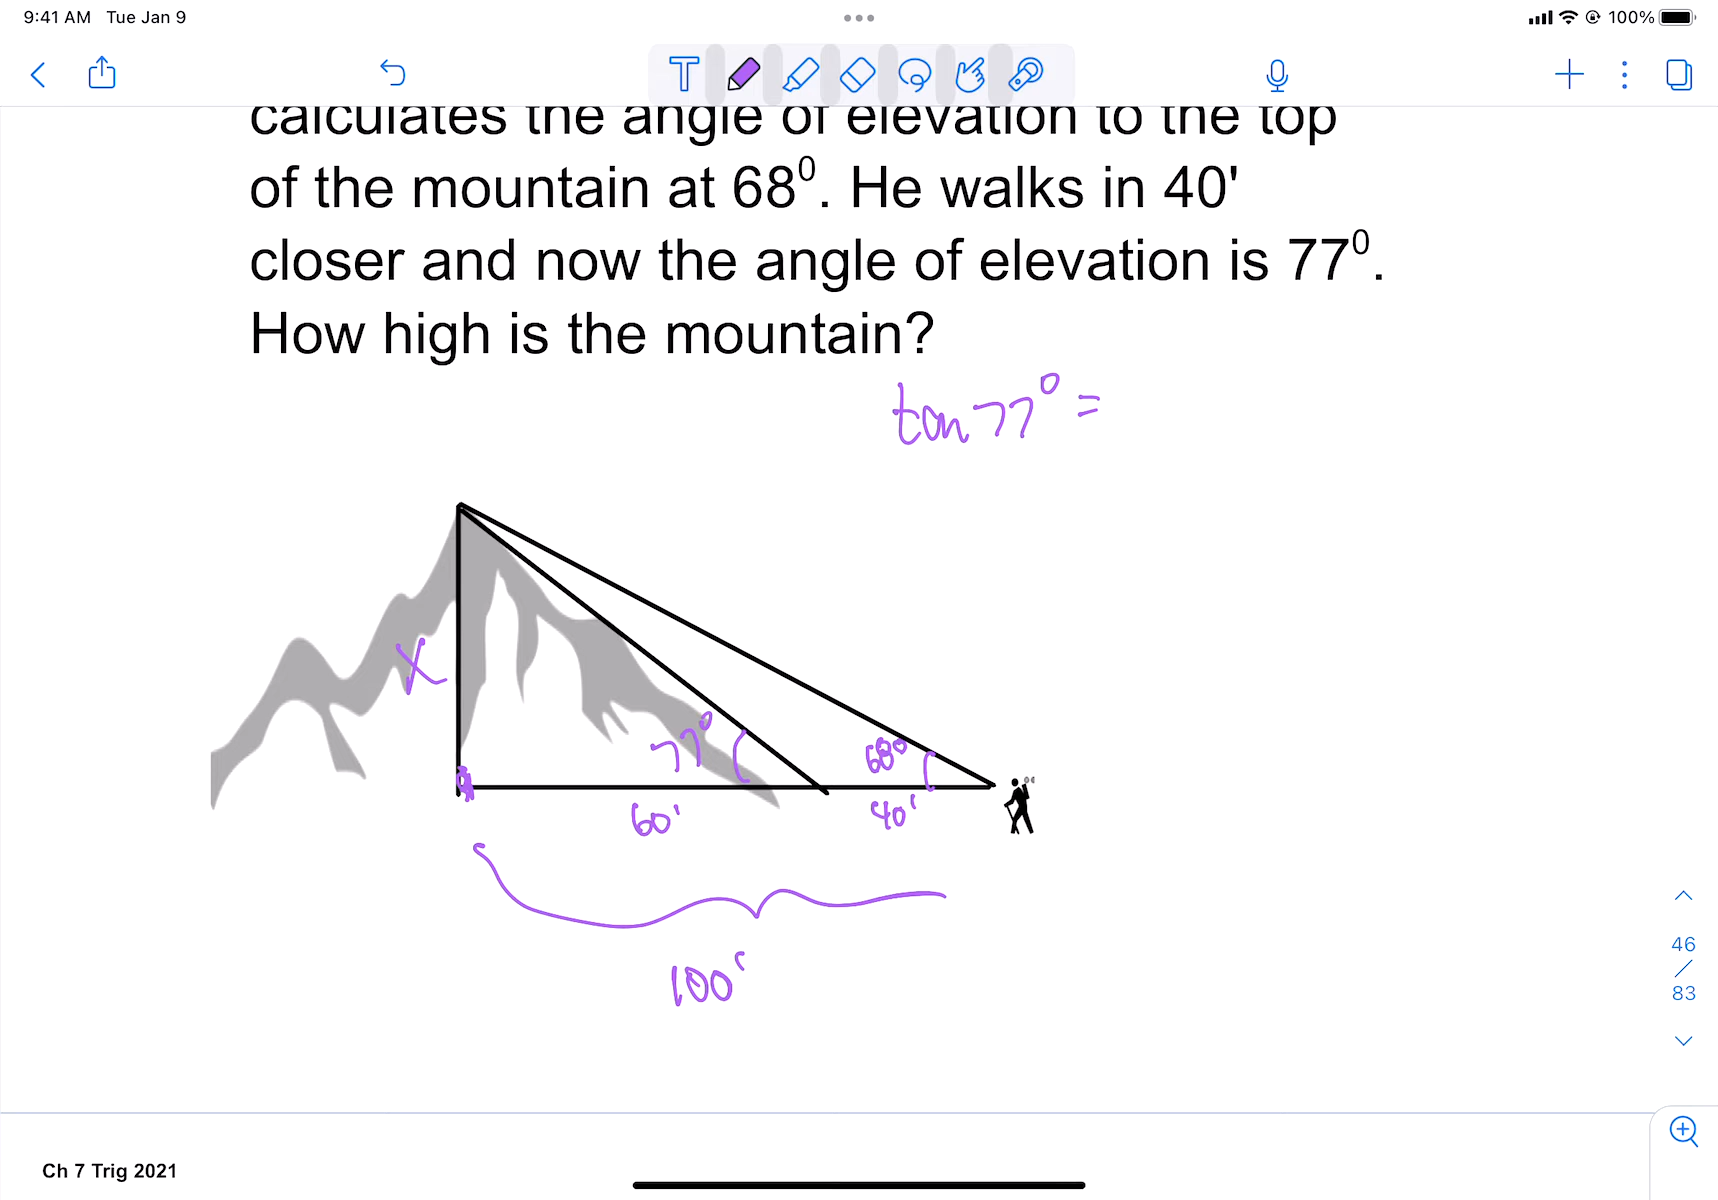 9:41 AM Tue Jan 9
100%
calculates the angle of elevation to the top
of the mountain at 68⁰. He walks in 40'
closer and now the angle of elevation is 77⁰.
How high is the mountain?
tan 77° =
X
77°
68°
60'
40'
100'
46
/
83
Ch 7 Trig 2021